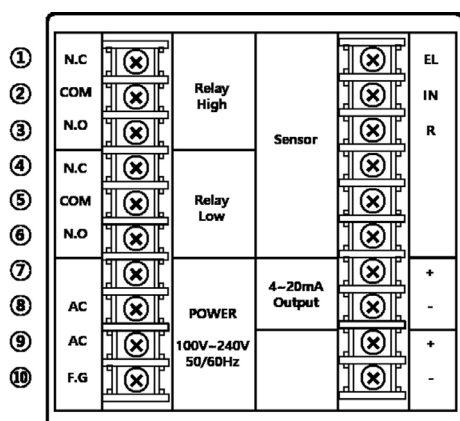 ① N.C EL
② COM Relay High IN
③ N.O R
Sensor
④ N.C
⑤ COM Relay Low
⑥ N.O
⑦ +
4~20mA Output
⑧ AC POWER -
⑨ AC 100V~240V +
50/60Hz
⑩ F.G -